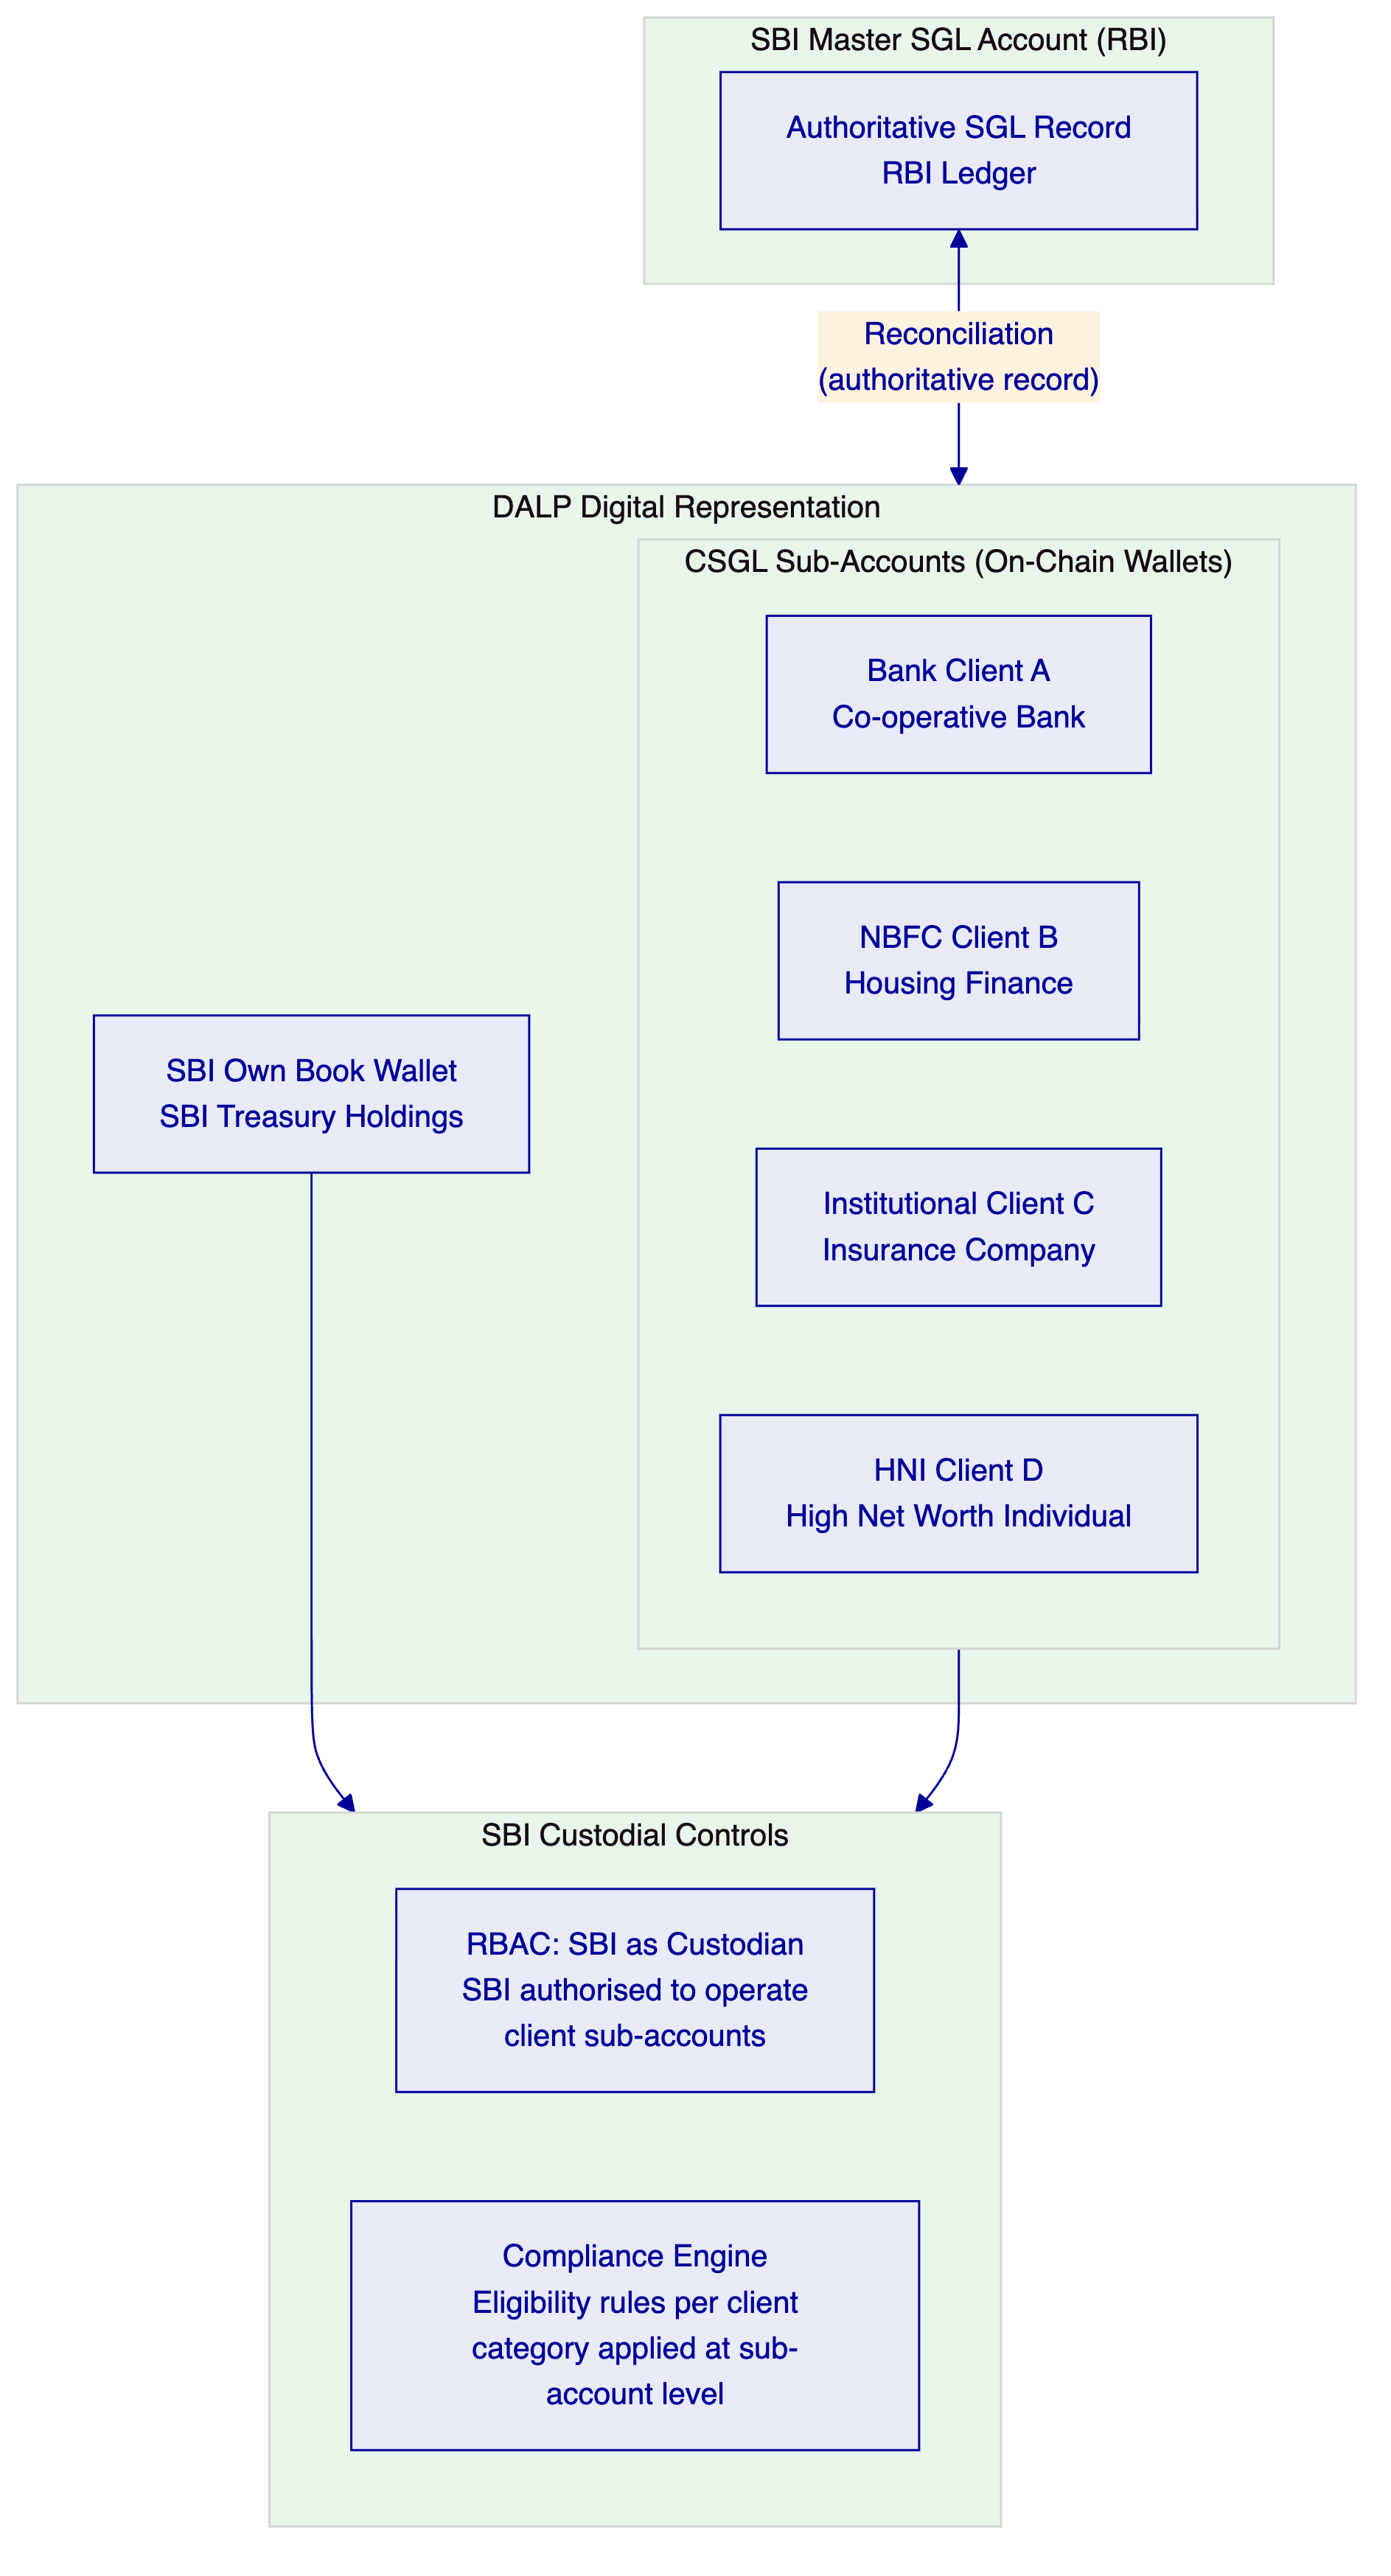 SBI Master SGL Account (RBI)
Authoritative SGL Record
RBI Ledger
Reconciliation
(authoritative record)
DALP Digital Representation
CSGL Sub-Accounts (On-Chain Wallets)
Bank Client A
Co-operative Bank
NBFC Client B
Housing Finance
SBI Own Book Wallet
SBI Treasury Holdings
Institutional Client C
Insurance Company
HNI Client D
High Net Worth Individual
SBI Custodial Controls
RBAC: SBI as Custodian
SBI authorised to operate
client sub-accounts
Compliance Engine
Eligibility rules per client
category applied at sub-
account level